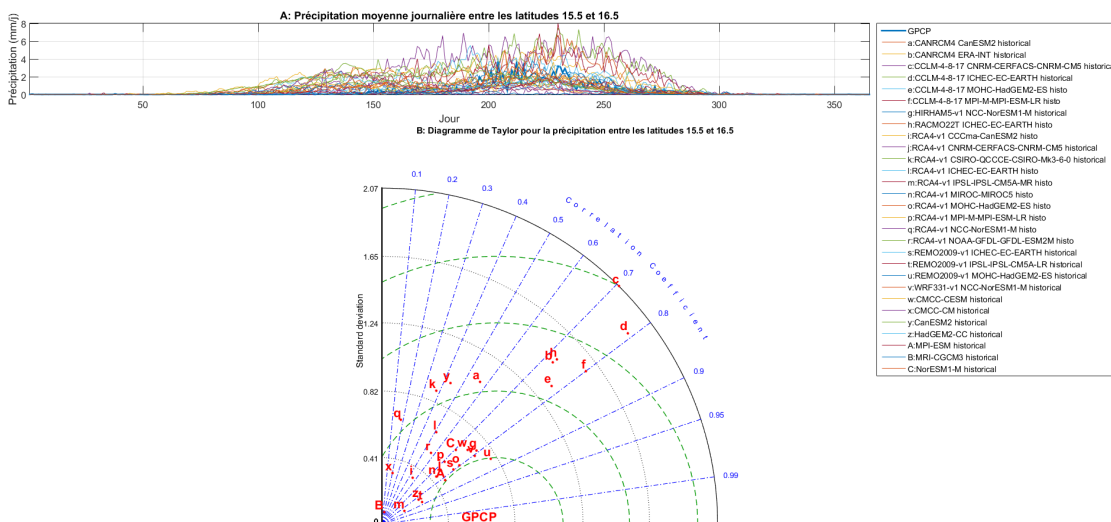 A: Précipitation moyenne journalière entre les latitudes 15.5 et 16.5
Précipitation (mm/j)
8
6
4
2
0
50
100
150
200
250
300
350
Jour
B: Diagramme de Taylor pour la précipitation entre les latitudes 15.5 et 16.5
GPCP
a:CANRCM4 CanESM2 historical
b:CANRCM4 ERA-INT historical
c:CCLM-4-8-17 CNRM-CERFACS-CNRM-CM5 historica
d:CCLM-4-8-17 ICHEC-EC-EARTH historical
e:CCLM-4-8-17 MOHC-HadGEM2-ES histo
f:CCLM-4-8-17 MPI-M-MPI-ESM-LR histo
g:HIRHAM5-v1 NCC-NorESM1-M historical
h:RACMO22T ICHEC-EC-EARTH histo
i:RCA4-v1 CCCma-CanESM2 histo
j:RCA4-v1 CNRM-CERFACS-CNRM-CM5 historical
k:RCA4-v1 CSIRO-QCCCE-CSIRO-Mk3-6-0 historical
l:RCA4-v1 ICHEC-EC-EARTH historical
m:RCA4-v1 IPSL-IPSL-CM5A-MR histo
n:RCA4-v1 MIROC-MIROC5 histo
o:RCA4-v1 MOHC-HadGEM2-ES histo
p:RCA4-v1 MPI-M-MPI-ESM-LR histo
q:RCA4-v1 NCC-NorESM1-M histo
r:RCA4-v1 NOAA-GFDL-GFDL-ESM2M histo
s:REMO2009-v1 ICHEC-EC-EARTH historical
t:REMO2009-v1 IPSL-IPSL-CM5A-LR historical
u:REMO2009-v1 MOHC-HadGEM2-ES historical
v:WRF331-v1 NCC-NorESM1-M historical
w:CMCC-CESM historical
x:CMCC-CM historical
y:CanESM2 historical
z:HadGEM2-CC historical
A:MPI-ESM historical
B:MRI-CGCM3 historical
C:NorESM1-M historical
Standard deviation
2.07
1.65
1.24
0.82
0.41
0
0.1
0.2
0.3
0.4
0.5
0.6
0.7
0.8
0.9
0.95
0.99
Correlation Coefficient
c
d
b
h
f
e
a
y
k
q
l
C
w
g
r
p
s
o
u
x
i
n
A
z
t
m
B
GPCP